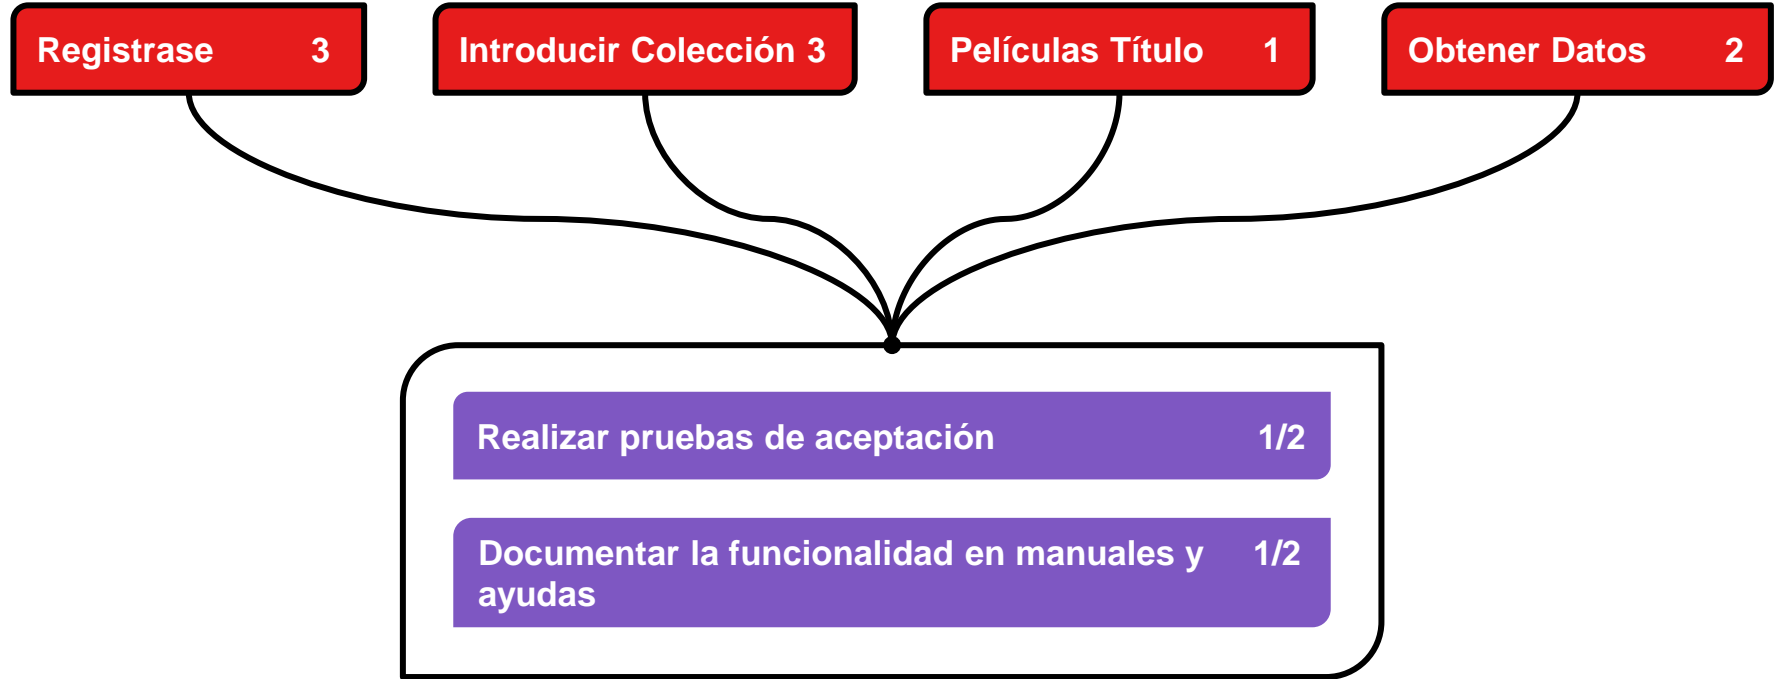 Registrase 3
Introducir Colección 3
Películas Título 1
Obtener Datos 2
Realizar pruebas de aceptación 1/2
Documentar la funcionalidad en manuales y 1/2
ayudas